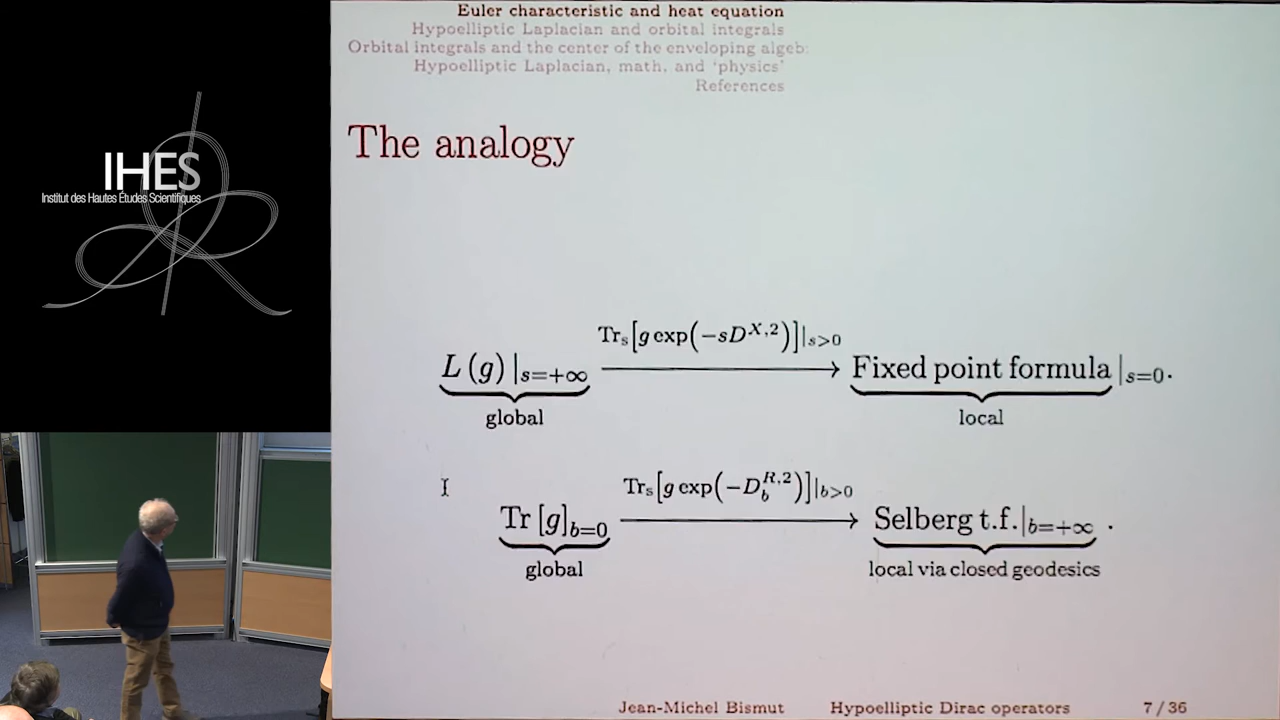 IHES
Institut des Hautes Études Scientifiques
Euler characteristic and heat equation
Hypoelliptic Laplacian and orbital integrals
Orbital integrals and the center of the enveloping algeb
Hypoelliptic Laplacian, math, and ‘physics’
References
The analogy
Tr_s[g exp(−sD^{X,2})]|_{s>0}
L(g)|_{s=+∞} ⟶ Fixed point formula|_{s=0}.
global local
Tr_s[g exp(−D_b^{R,2})]|_{b>0}
Tr[g]_{b=0} ⟶ Selberg t.f.|_{b=+∞} .
global local via closed geodesics
Jean-Michel Bismut Hypoelliptic Dirac operators 7 / 36